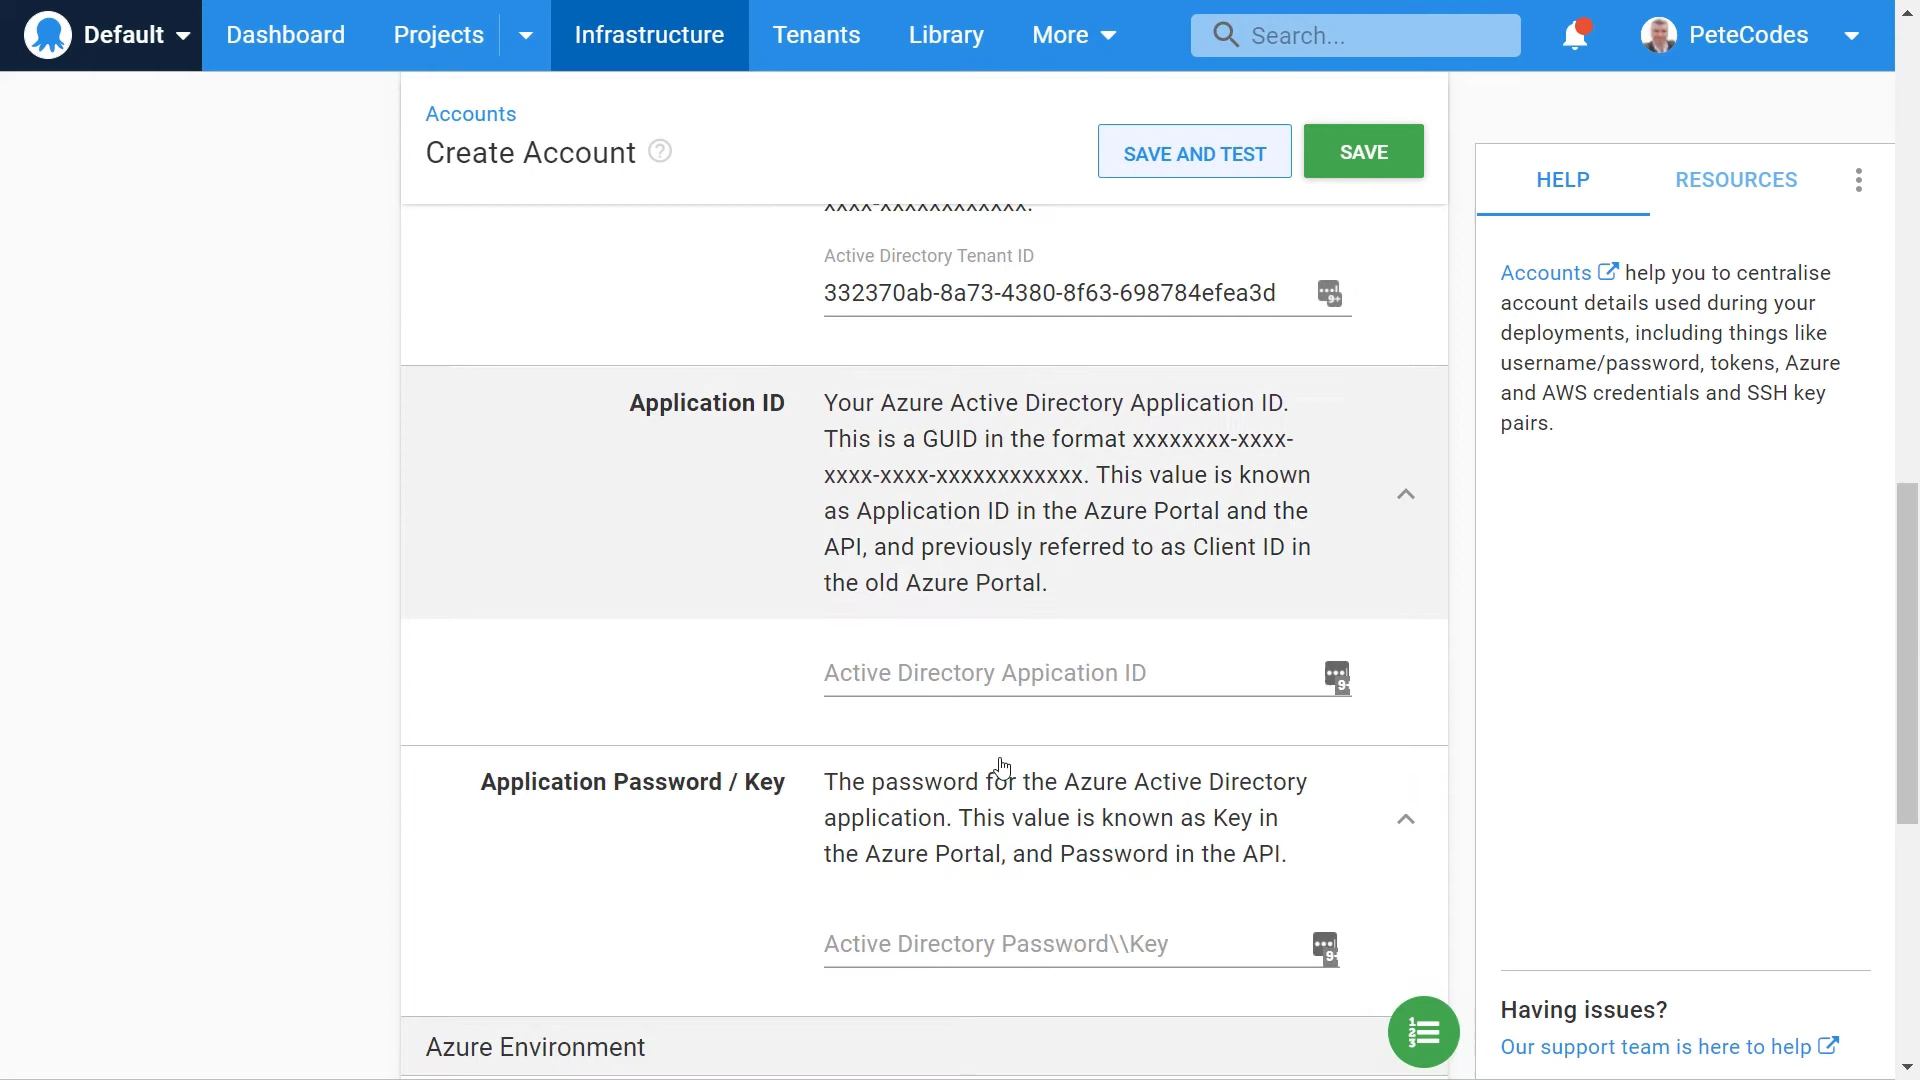 Default
Dashboard
Projects
Infrastructure
Tenants
Library
More
Search...
PeteCodes
Accounts
Create Account
SAVE AND TEST
SAVE
xxxx-xxxxxxxxxxxx.
Active Directory Tenant ID
332370ab-8a73-4380-8f63-698784efea3d
Application ID
Your Azure Active Directory Application ID.
This is a GUID in the format xxxxxxxx-xxxx-
xxxx-xxxx-xxxxxxxxxxxx. This value is known
as Application ID in the Azure Portal and the
API, and previously referred to as Client ID in
the old Azure Portal.
Active Directory Appication ID
Application Password / Key
The password for the Azure Active Directory
application. This value is known as Key in
the Azure Portal, and Password in the API.
Active Directory Password\\Key
Azure Environment
HELP
RESOURCES
Accounts help you to centralise
account details used during your
deployments, including things like
username/password, tokens, Azure
and AWS credentials and SSH key
pairs.
Having issues?
Our support team is here to help